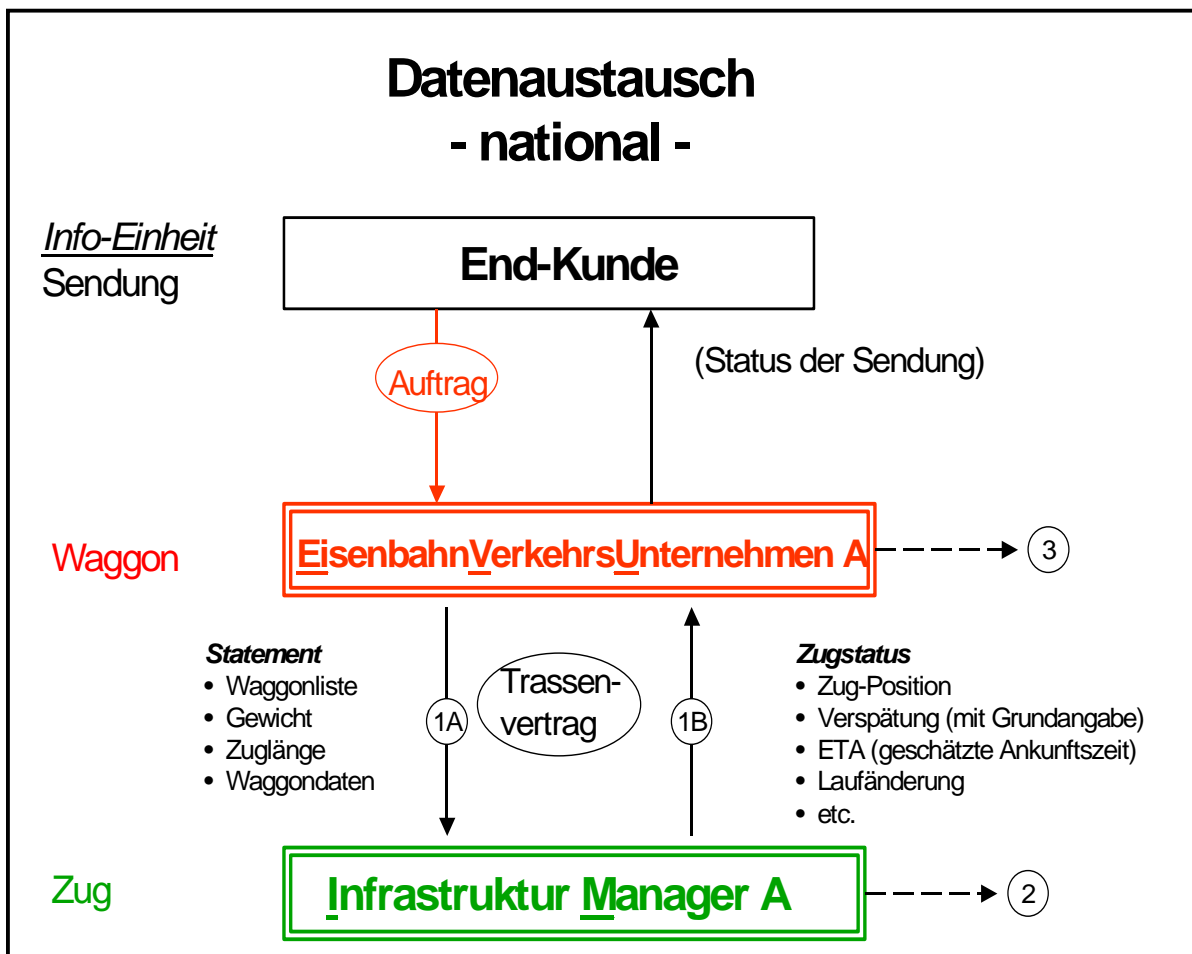 Datenaustausch
- national -
Info-Einheit
Sendung
End-Kunde
(Status der Sendung)
Auftrag
Waggon
EisenbahnVerkehrsUnternehmen A
3
Statement
• Waggonliste
• Gewicht
• Zuglänge
• Waggondaten
1A
Trassen-
vertrag
1B
Zugstatus
• Zug-Position
• Verspätung (mit Grundangabe)
• ETA (geschätzte Ankunftszeit)
• Laufänderung
• etc.
Zug
Infrastruktur Manager A
2